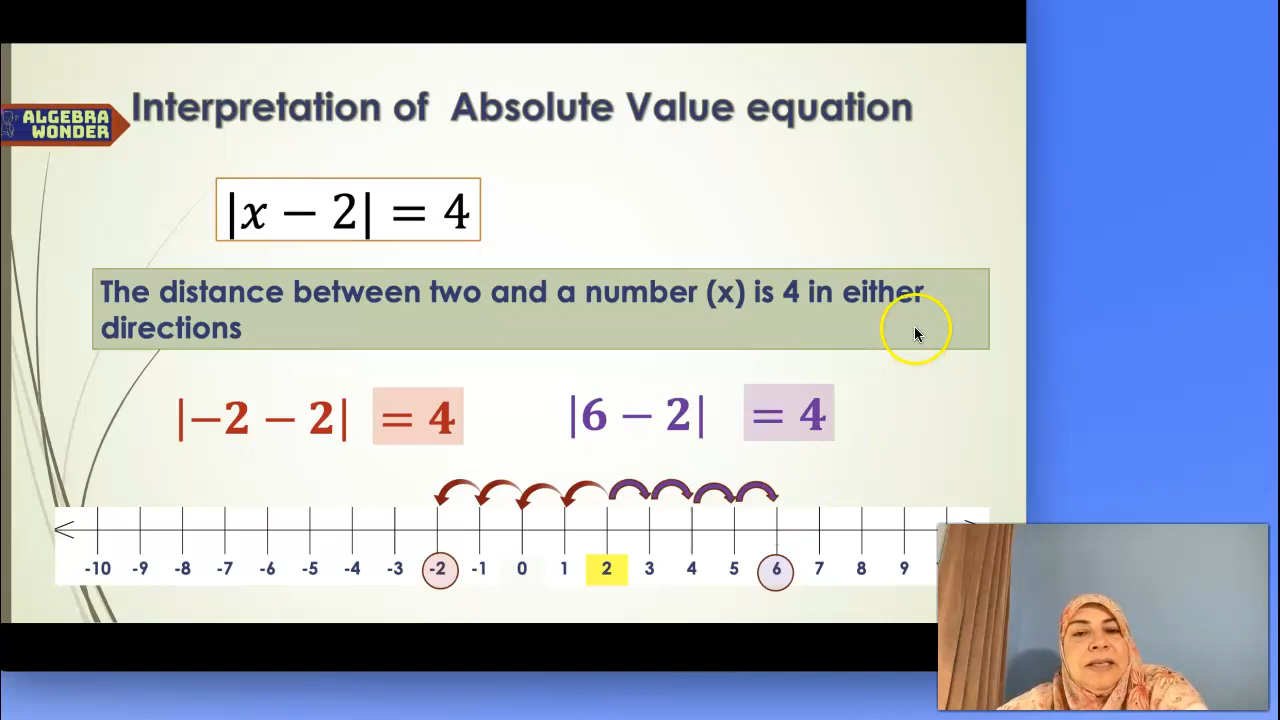 Interpretation of Absolute Value equation
ALGEBRA
WONDER
|x − 2| = 4
The distance between two and a number (x) is 4 in either
directions
|−2 − 2| = 4 |6 − 2| = 4
-10 -9 -8 -7 -6 -5 -4 -3 -2 -1 0 1 2 3 4 5 6 7 8 9